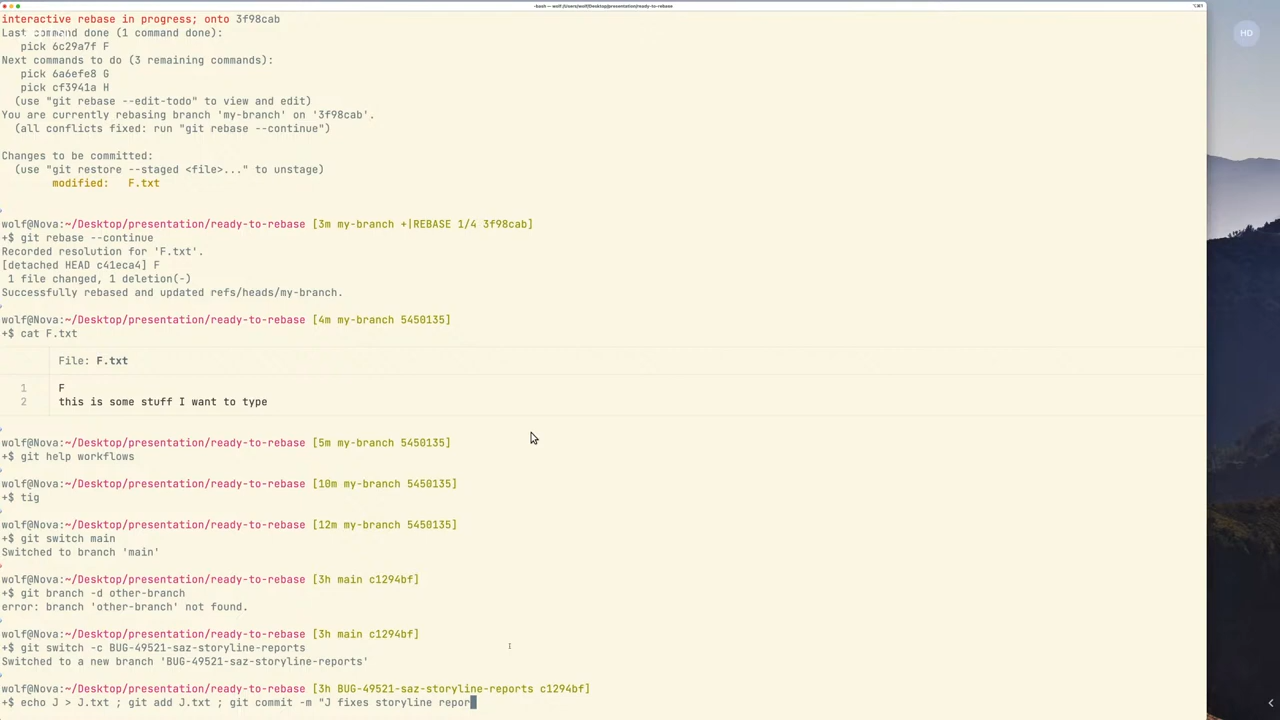 -bash — wolf //Users/wolf/Desktop/presentation/ready-to-rebase
⌥⌘1
HD
interactive rebase in progress; onto 3f98cab
Last command done (1 command done):
pick 6c29a7f F
Next commands to do (3 remaining commands):
pick 6a6efe8 G
pick cf3941a H
(use "git rebase --edit-todo" to view and edit)
You are currently rebasing branch 'my-branch' on '3f98cab'.
(all conflicts fixed: run "git rebase --continue")
Changes to be committed:
(use "git restore --staged <file>..." to unstage)
modified: F.txt
wolf@Nova:~/Desktop/presentation/ready-to-rebase [3m my-branch +|REBASE 1/4 3f98cab]
+$ git rebase --continue
Recorded resolution for 'F.txt'.
[detached HEAD c41eca4] F
1 file changed, 1 deletion(-)
Successfully rebased and updated refs/heads/my-branch.
wolf@Nova:~/Desktop/presentation/ready-to-rebase [4m my-branch 5450135]
+$ cat F.txt
File: F.txt
1 F
2 this is some stuff I want to type
wolf@Nova:~/Desktop/presentation/ready-to-rebase [5m my-branch 5450135]
+$ git help workflows
wolf@Nova:~/Desktop/presentation/ready-to-rebase [10m my-branch 5450135]
+$ tig
wolf@Nova:~/Desktop/presentation/ready-to-rebase [12m my-branch 5450135]
+$ git switch main
Switched to branch 'main'
wolf@Nova:~/Desktop/presentation/ready-to-rebase [3h main c1294bf]
+$ git branch -d other-branch
error: branch 'other-branch' not found.
wolf@Nova:~/Desktop/presentation/ready-to-rebase [3h main c1294bf]
+$ git switch -c BUG-49521-saz-storyline-reports
Switched to a new branch 'BUG-49521-saz-storyline-reports'
wolf@Nova:~/Desktop/presentation/ready-to-rebase [3h BUG-49521-saz-storyline-reports c1294bf]
+$ echo J > J.txt ; git add J.txt ; git commit -m "J fixes storyline repor